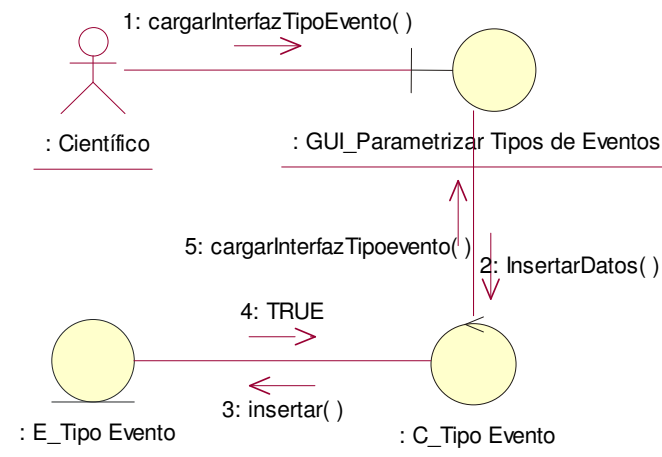 1: cargarInterfazTipoEvento( )
: Científico
: GUI_Parametrizar Tipos de Eventos
5: cargarInterfazTipoevento( )
2: InsertarDatos( )
4: TRUE
3: insertar( )
: E_Tipo Evento
: C_Tipo Evento